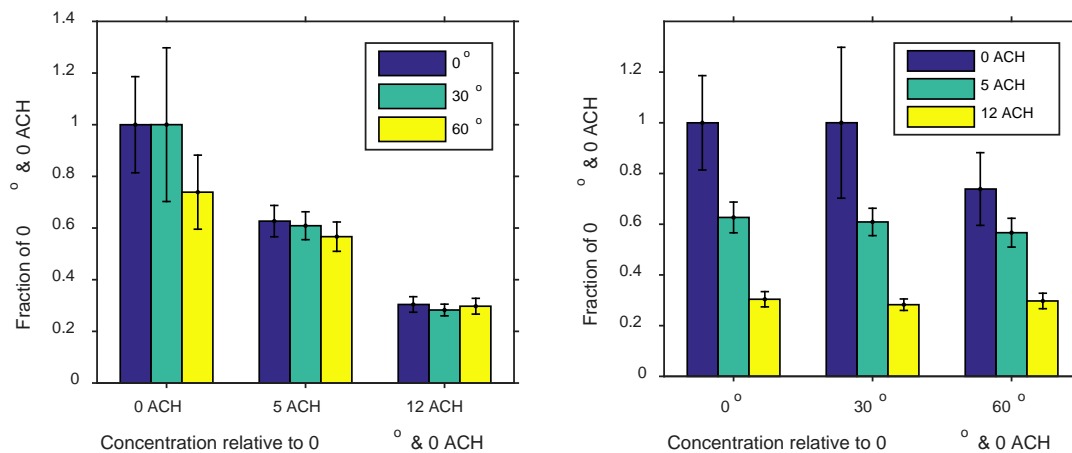 1.4
1.2
1
0.8
0.6
0.4
0.2
0
Fraction of 0 ° & 0 ACH
0 °
30 °
60 °
0 ACH
5 ACH
12 ACH
Concentration relative to 0 ° & 0 ACH
1.2
1
0.8
0.6
0.4
0.2
0
Fraction of 0 ° & 0 ACH
0 ACH
5 ACH
12 ACH
0 °
30 °
60 °
Concentration relative to 0 ° & 0 ACH